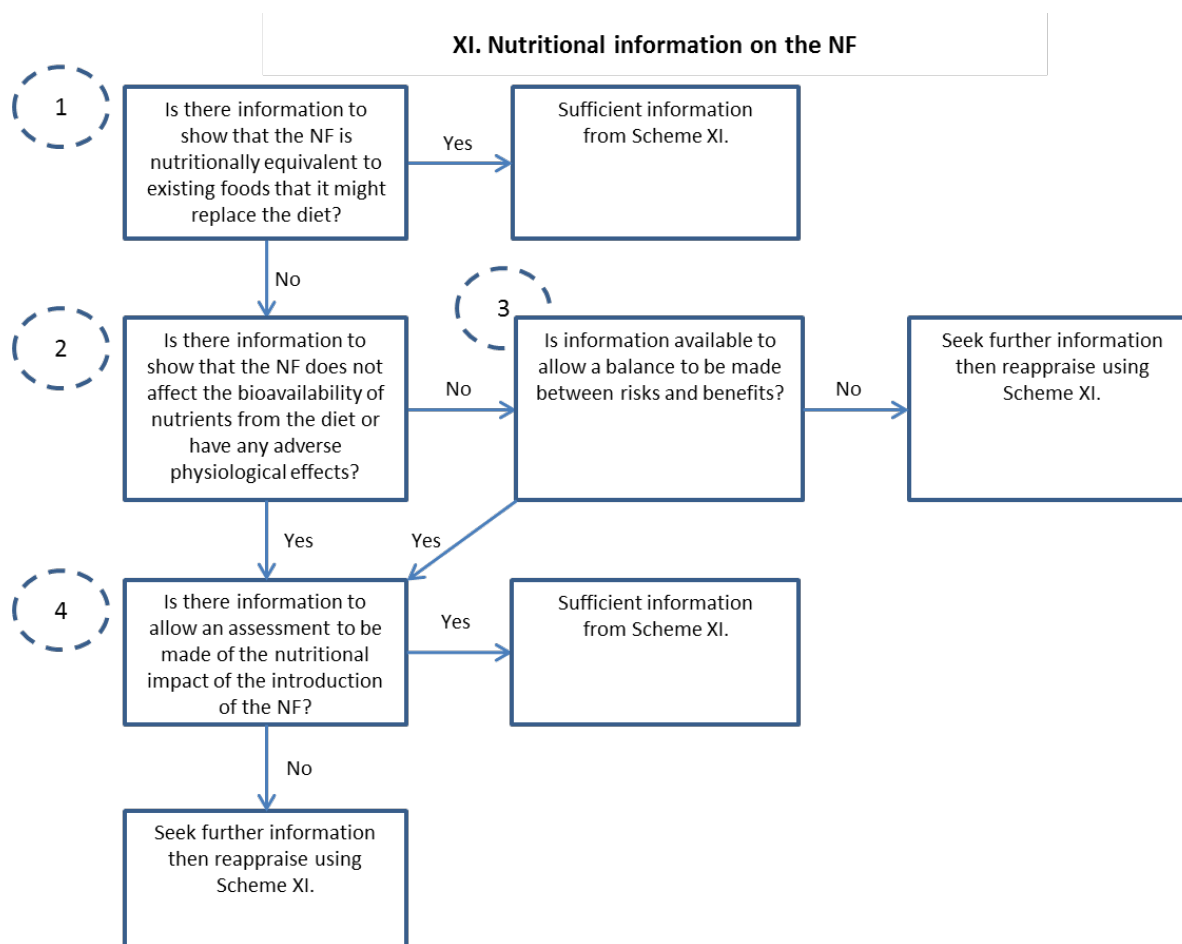 XI. Nutritional information on the NF
1
Is there information to
show that the NF is
nutritionally equivalent to
existing foods that it might
replace the diet?
Yes
Sufficient information
from Scheme XI.
No
2
Is there information to
show that the NF does not
affect the bioavailability of
nutrients from the diet or
have any adverse
physiological effects?
No
3
Is information available to
allow a balance to be made
between risks and benefits?
No
Seek further information
then reappraise using
Scheme XI.
Yes
Yes
4
Is there information to
allow an assessment to be
made of the nutritional
impact of the introduction
of the NF?
Yes
Sufficient information
from Scheme XI.
No
Seek further information
then reappraise using
Scheme XI.